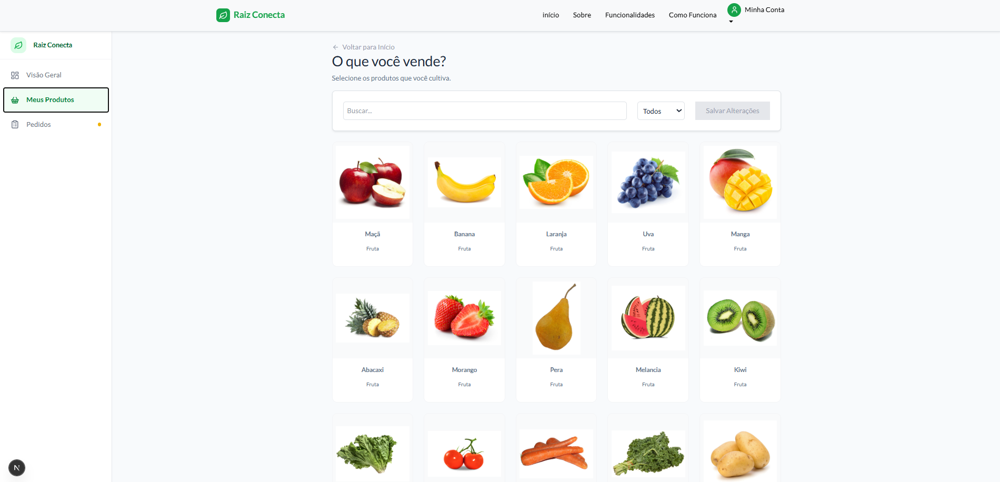 Raiz Conecta
início
Sobre
Funcionalidades
Como Funciona
Minha Conta
Raiz Conecta
Visão Geral
Meus Produtos
Pedidos
Voltar para Início
O que você vende?
Selecione os produtos que você cultiva.
Buscar...
Todos
Salvar Alterações
Maçã
Fruta
Banana
Fruta
Laranja
Fruta
Uva
Fruta
Manga
Fruta
Abacaxi
Fruta
Morango
Fruta
Pera
Fruta
Melancia
Fruta
Kiwi
Fruta
N